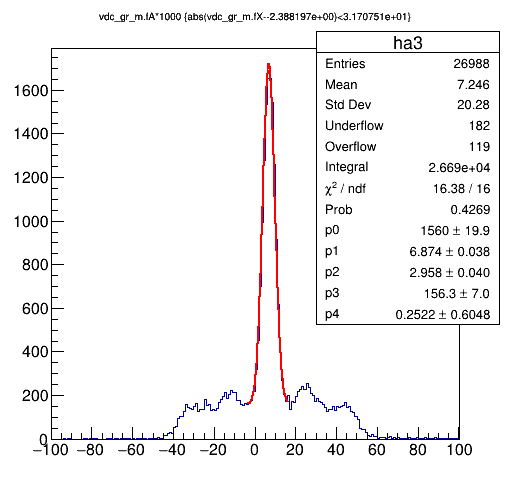 vdc_gr_m.fA*1000 {abs(vdc_gr_m.fX--2.388197e+00)<3.170751e+01}
ha3
Entries 26988
Mean 7.246
Std Dev 20.28
Underflow 182
Overflow 119
Integral 2.669e+04
χ² / ndf 16.38 / 16
Prob 0.4269
p0 1560 ± 19.9
p1 6.874 ± 0.038
p2 2.958 ± 0.040
p3 156.3 ± 7.0
p4 0.2522 ± 0.6048
1600
1400
1200
1000
800
600
400
200
0
−100 −80 −60 −40 −20 0 20 40 60 80 100